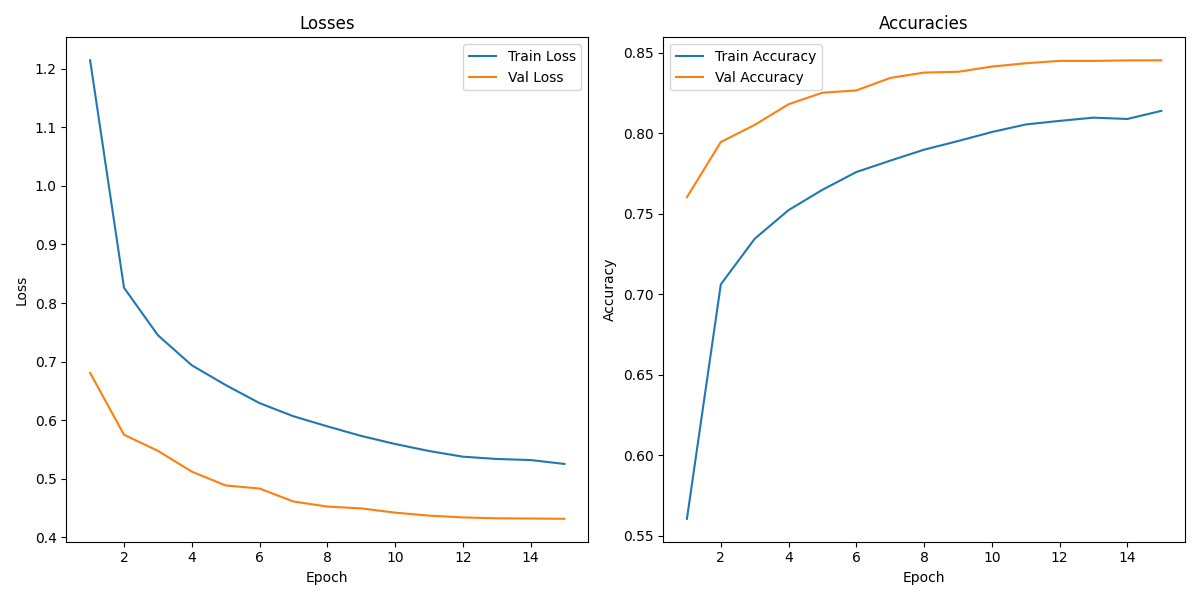 Losses
Train Loss
Val Loss
1.2
1.1
1.0
0.9
0.8
0.7
0.6
0.5
0.4
Loss
2 4 6 8 10 12 14
Epoch
Accuracies
Train Accuracy
Val Accuracy
0.85
0.80
0.75
0.70
0.65
0.60
0.55
Accuracy
2 4 6 8 10 12 14
Epoch